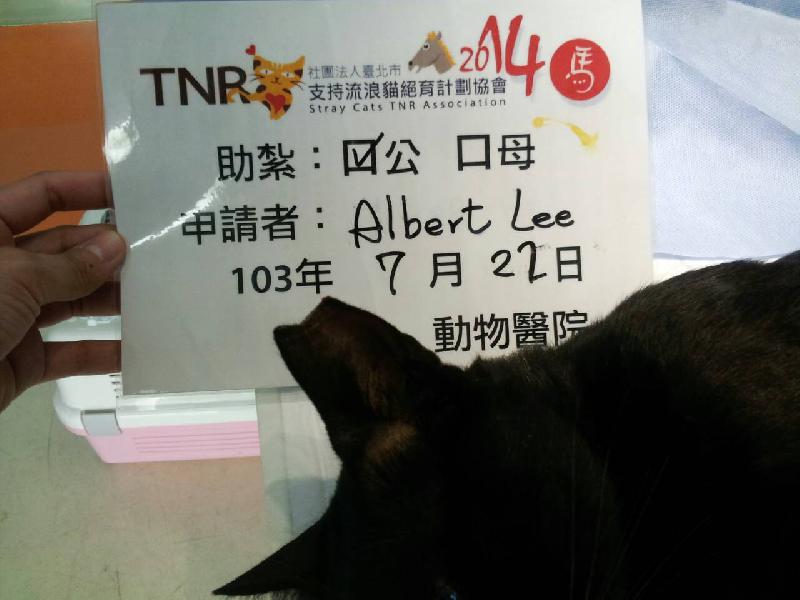 TNR 社團法人臺北市 2014 馬
支持流浪貓絕育計劃協會
Stray Cats TNR Association
助紮：☑公 口母
申請者：Albert Lee
103年 7月 22日
動物醫院